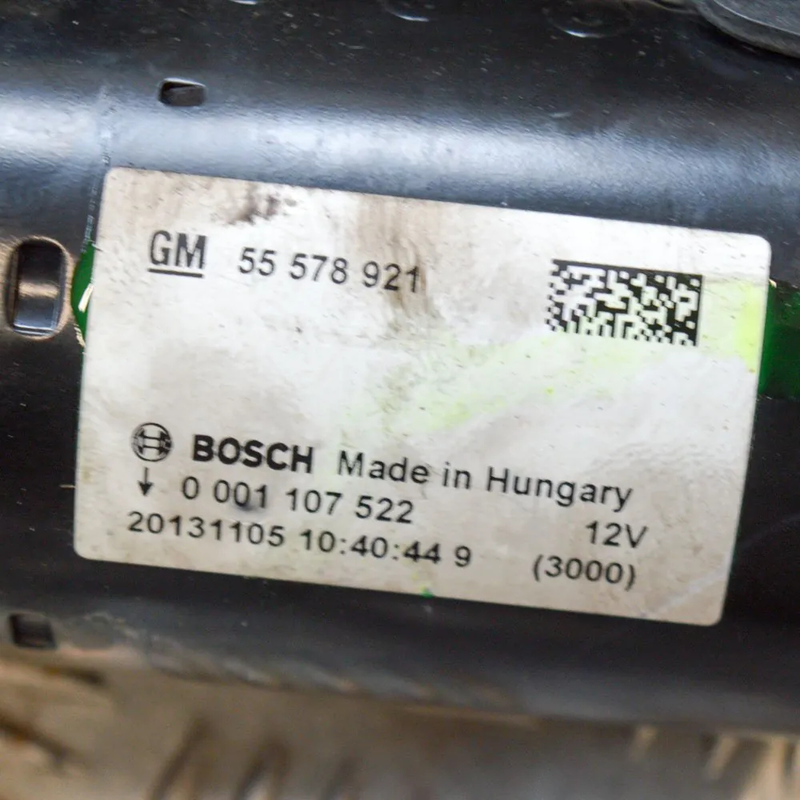 GM 55 578 921
BOSCH Made in Hungary
0 001 107 522 12V
20131105 10:40:44 9 (3000)